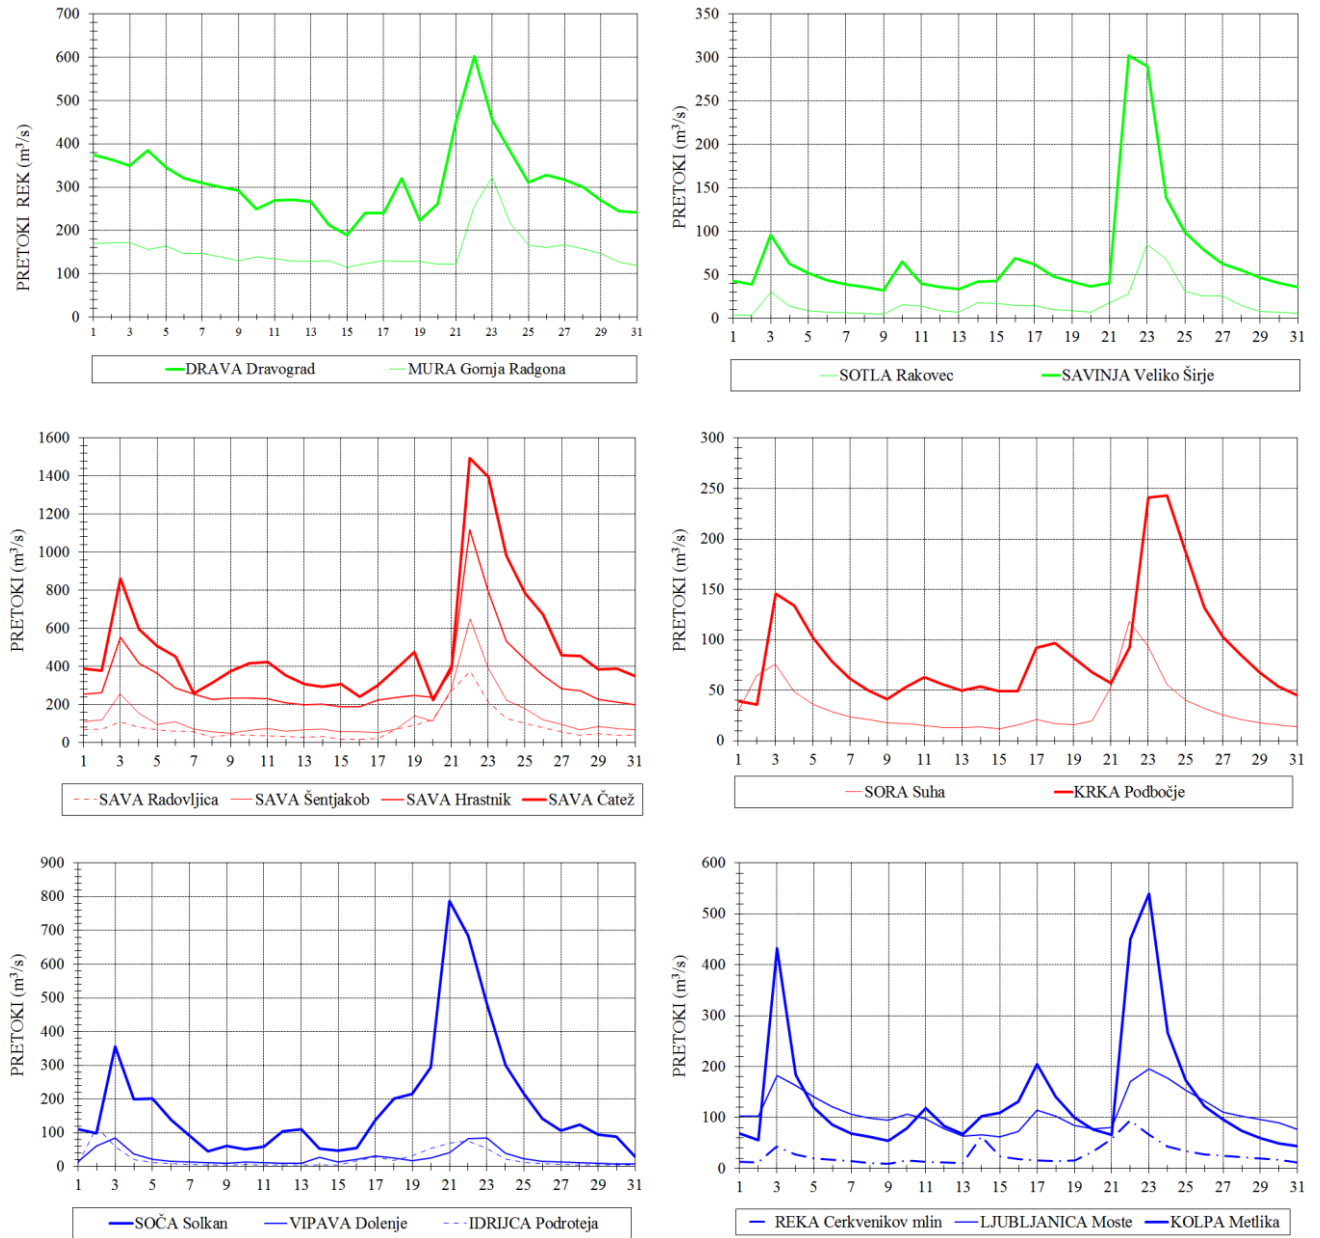 PRETOKI REK (m³/s)
700
600
500
400
300
200
100
0
1 3 5 7 9 11 13 15 17 19 21 23 25 27 29 31
DRAVA Dravograd MURA Gornja Radgona
PRETOKI (m³/s)
350
300
250
200
150
100
50
0
1 3 5 7 9 11 13 15 17 19 21 23 25 27 29 31
SOTLA Rakovec SAVINJA Veliko Širje
PRETOKI (m³/s)
1600
1400
1200
1000
800
600
400
200
0
1 3 5 7 9 11 13 15 17 19 21 23 25 27 29 31
SAVA Radovljica SAVA Šentjakob SAVA Hrastnik SAVA Čatež
PRETOKI (m³/s)
300
250
200
150
100
50
0
1 3 5 7 9 11 13 15 17 19 21 23 25 27 29 31
SORA Suha KRKA Podbočje
PRETOKI (m³/s)
900
800
700
600
500
400
300
200
100
0
1 3 5 7 9 11 13 15 17 19 21 23 25 27 29 31
SOČA Solkan VIPAVA Dolenje IDRIJCA Podroteja
PRETOKI (m³/s)
600
500
400
300
200
100
0
1 3 5 7 9 11 13 15 17 19 21 23 25 27 29 31
REKA Cerkvenikov mlin LJUBLJANICA Moste KOLPA Metlika